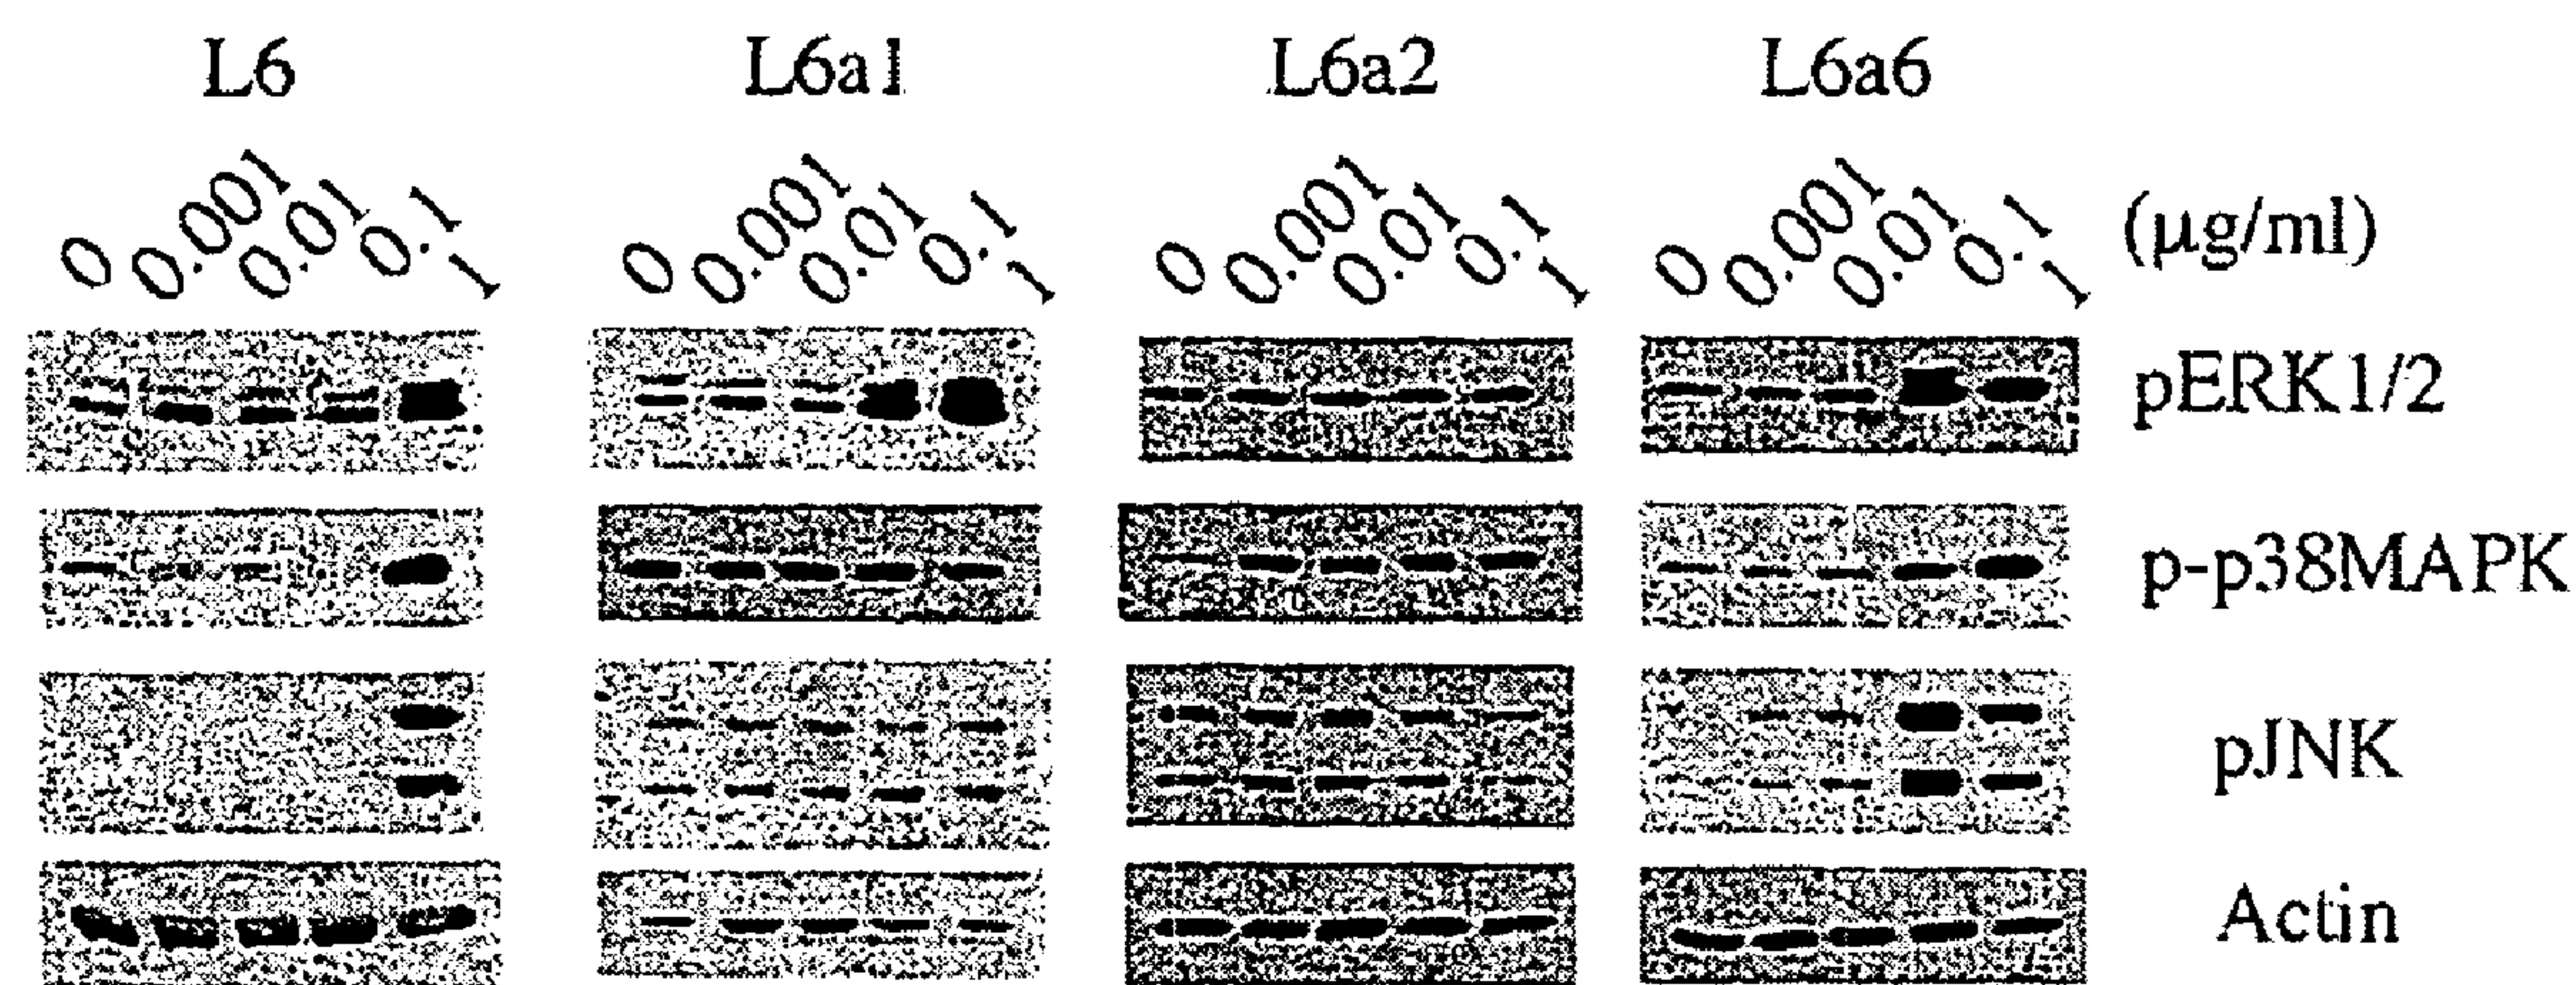 L6 L6a1 L6a2 L6a6
0 0.001 0.01 0.1 1 0 0.001 0.01 0.1 1 0 0.001 0.01 0.1 1 0 0.001 0.01 0.1 1 (μg/ml)
pERK1/2
p-p38MAPK
pJNK
Actin